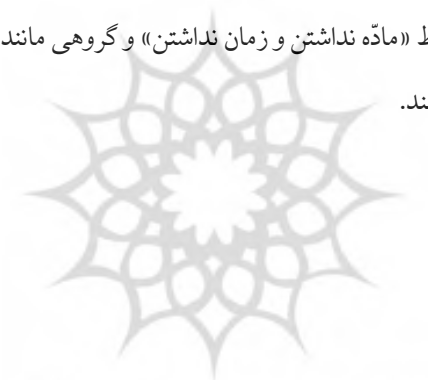 ط «مادّه نداشتن و زمان نداشتن» و گروهی مانند
ند.